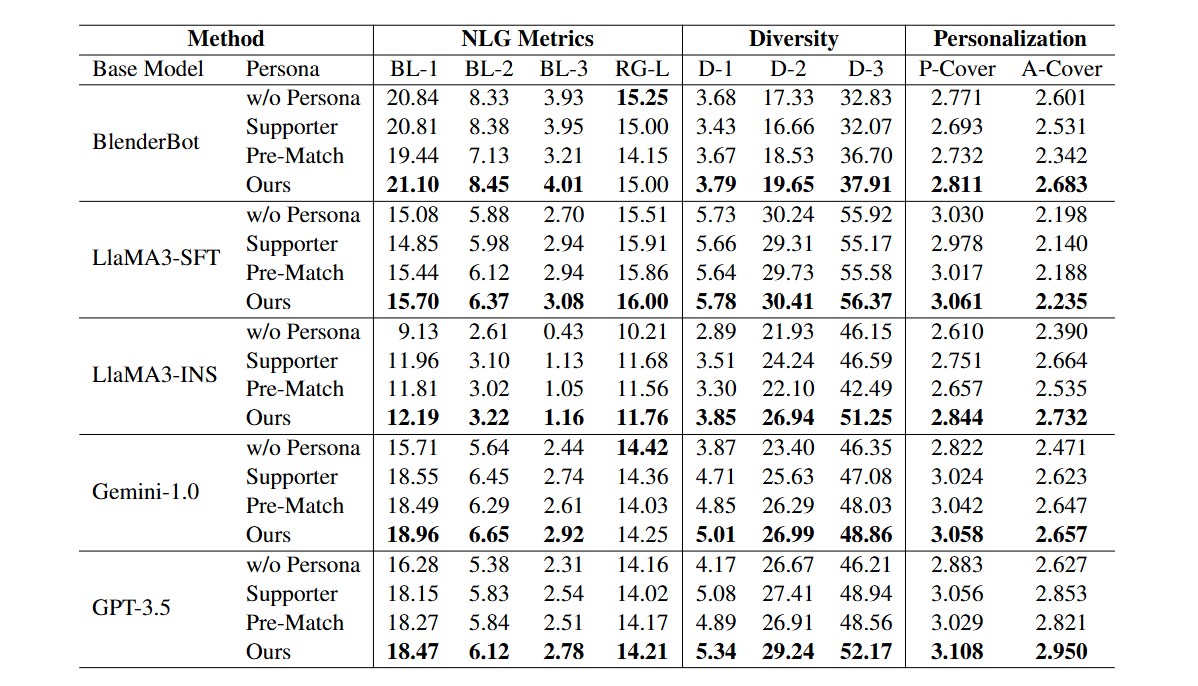 Method NLG Metrics Diversity Personalization
Base Model Persona BL-1 BL-2 BL-3 RG-L D-1 D-2 D-3 P-Cover A-Cover
w/o Persona 20.84 8.33 3.93 15.25 3.68 17.33 32.83 2.771 2.601
Supporter 20.81 8.38 3.95 15.00 3.43 16.66 32.07 2.693 2.531
BlenderBot
Pre-Match 19.44 7.13 3.21 14.15 3.67 18.53 36.70 2.732 2.342
Ours 21.10 8.45 4.01 15.00 3.79 19.65 37.91 2.811 2.683
w/o Persona 15.08 5.88 2.70 15.51 5.73 30.24 55.92 3.030 2.198
Supporter 14.85 5.98 2.94 15.91 5.66 29.31 55.17 2.978 2.140
LlaMA3-SFT
Pre-Match 15.44 6.12 2.94 15.86 5.64 29.73 55.58 3.017 2.188
Ours 15.70 6.37 3.08 16.00 5.78 30.41 56.37 3.061 2.235
w/o Persona 9.13 2.61 0.43 10.21 2.89 21.93 46.15 2.610 2.390
Supporter 11.96 3.10 1.13 11.68 3.51 24.24 46.59 2.751 2.664
LlaMA3-INS
Pre-Match 11.81 3.02 1.05 11.56 3.30 22.10 42.49 2.657 2.535
Ours 12.19 3.22 1.16 11.76 3.85 26.94 51.25 2.844 2.732
w/o Persona 15.71 5.64 2.44 14.42 3.87 23.40 46.35 2.822 2.471
Supporter 18.55 6.45 2.74 14.36 4.71 25.63 47.08 3.024 2.623
Gemini-1.0
Pre-Match 18.49 6.29 2.61 14.03 4.85 26.29 48.03 3.042 2.647
Ours 18.96 6.65 2.92 14.25 5.01 26.99 48.86 3.058 2.657
w/o Persona 16.28 5.38 2.31 14.16 4.17 26.67 46.21 2.883 2.627
Supporter 18.15 5.83 2.54 14.02 5.08 27.41 48.94 3.056 2.853
GPT-3.5
Pre-Match 18.27 5.84 2.51 14.17 4.89 26.91 48.56 3.029 2.821
Ours 18.47 6.12 2.78 14.21 5.34 29.24 52.17 3.108 2.950